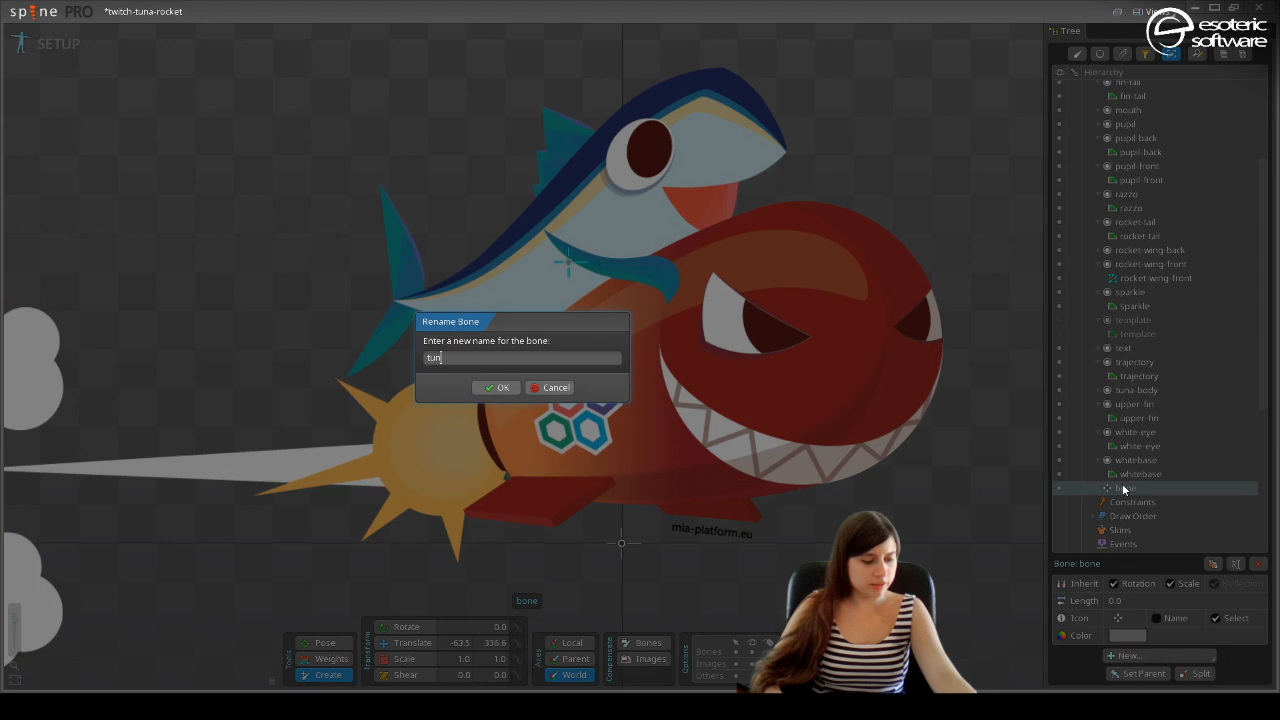 spine PRO
*twitch-tuna-rocket
Views
esoteric
software
SETUP
Tree
Hierarchy
fin-tail
fin-tail
mouth
pupil
pupil-back
pupil-back
pupil-front
pupil-front
razzo
razzo
rocket-tail
rocket-tail
rocket-wing-back
rocket-wing-front
rocket-wing-front
sparkle
sparkle
template
template
text
trajectory
trajectory
tuna-body
upper-fin
upper-fin
white-eye
white-eye
whitebase
whitebase
Constraints
Draw Order
Skins
Events
Rename Bone
Enter a new name for the bone:
tun
OK
Cancel
mia-platform.eu
bone
Tools
Pose
Weights
Create
Transform
Rotate 0.0
Translate -63.5 336.6
Scale 1.0 1.0
Shear 0.0 0.0
Axes
Local
Parent
World
Compensate
Bones
Images
Options
Bones
Images
Others
Bone: bone
Inherit Rotation Scale Reflection
Length 0.0
Icon Name Select
Color
New...
Set Parent
Split